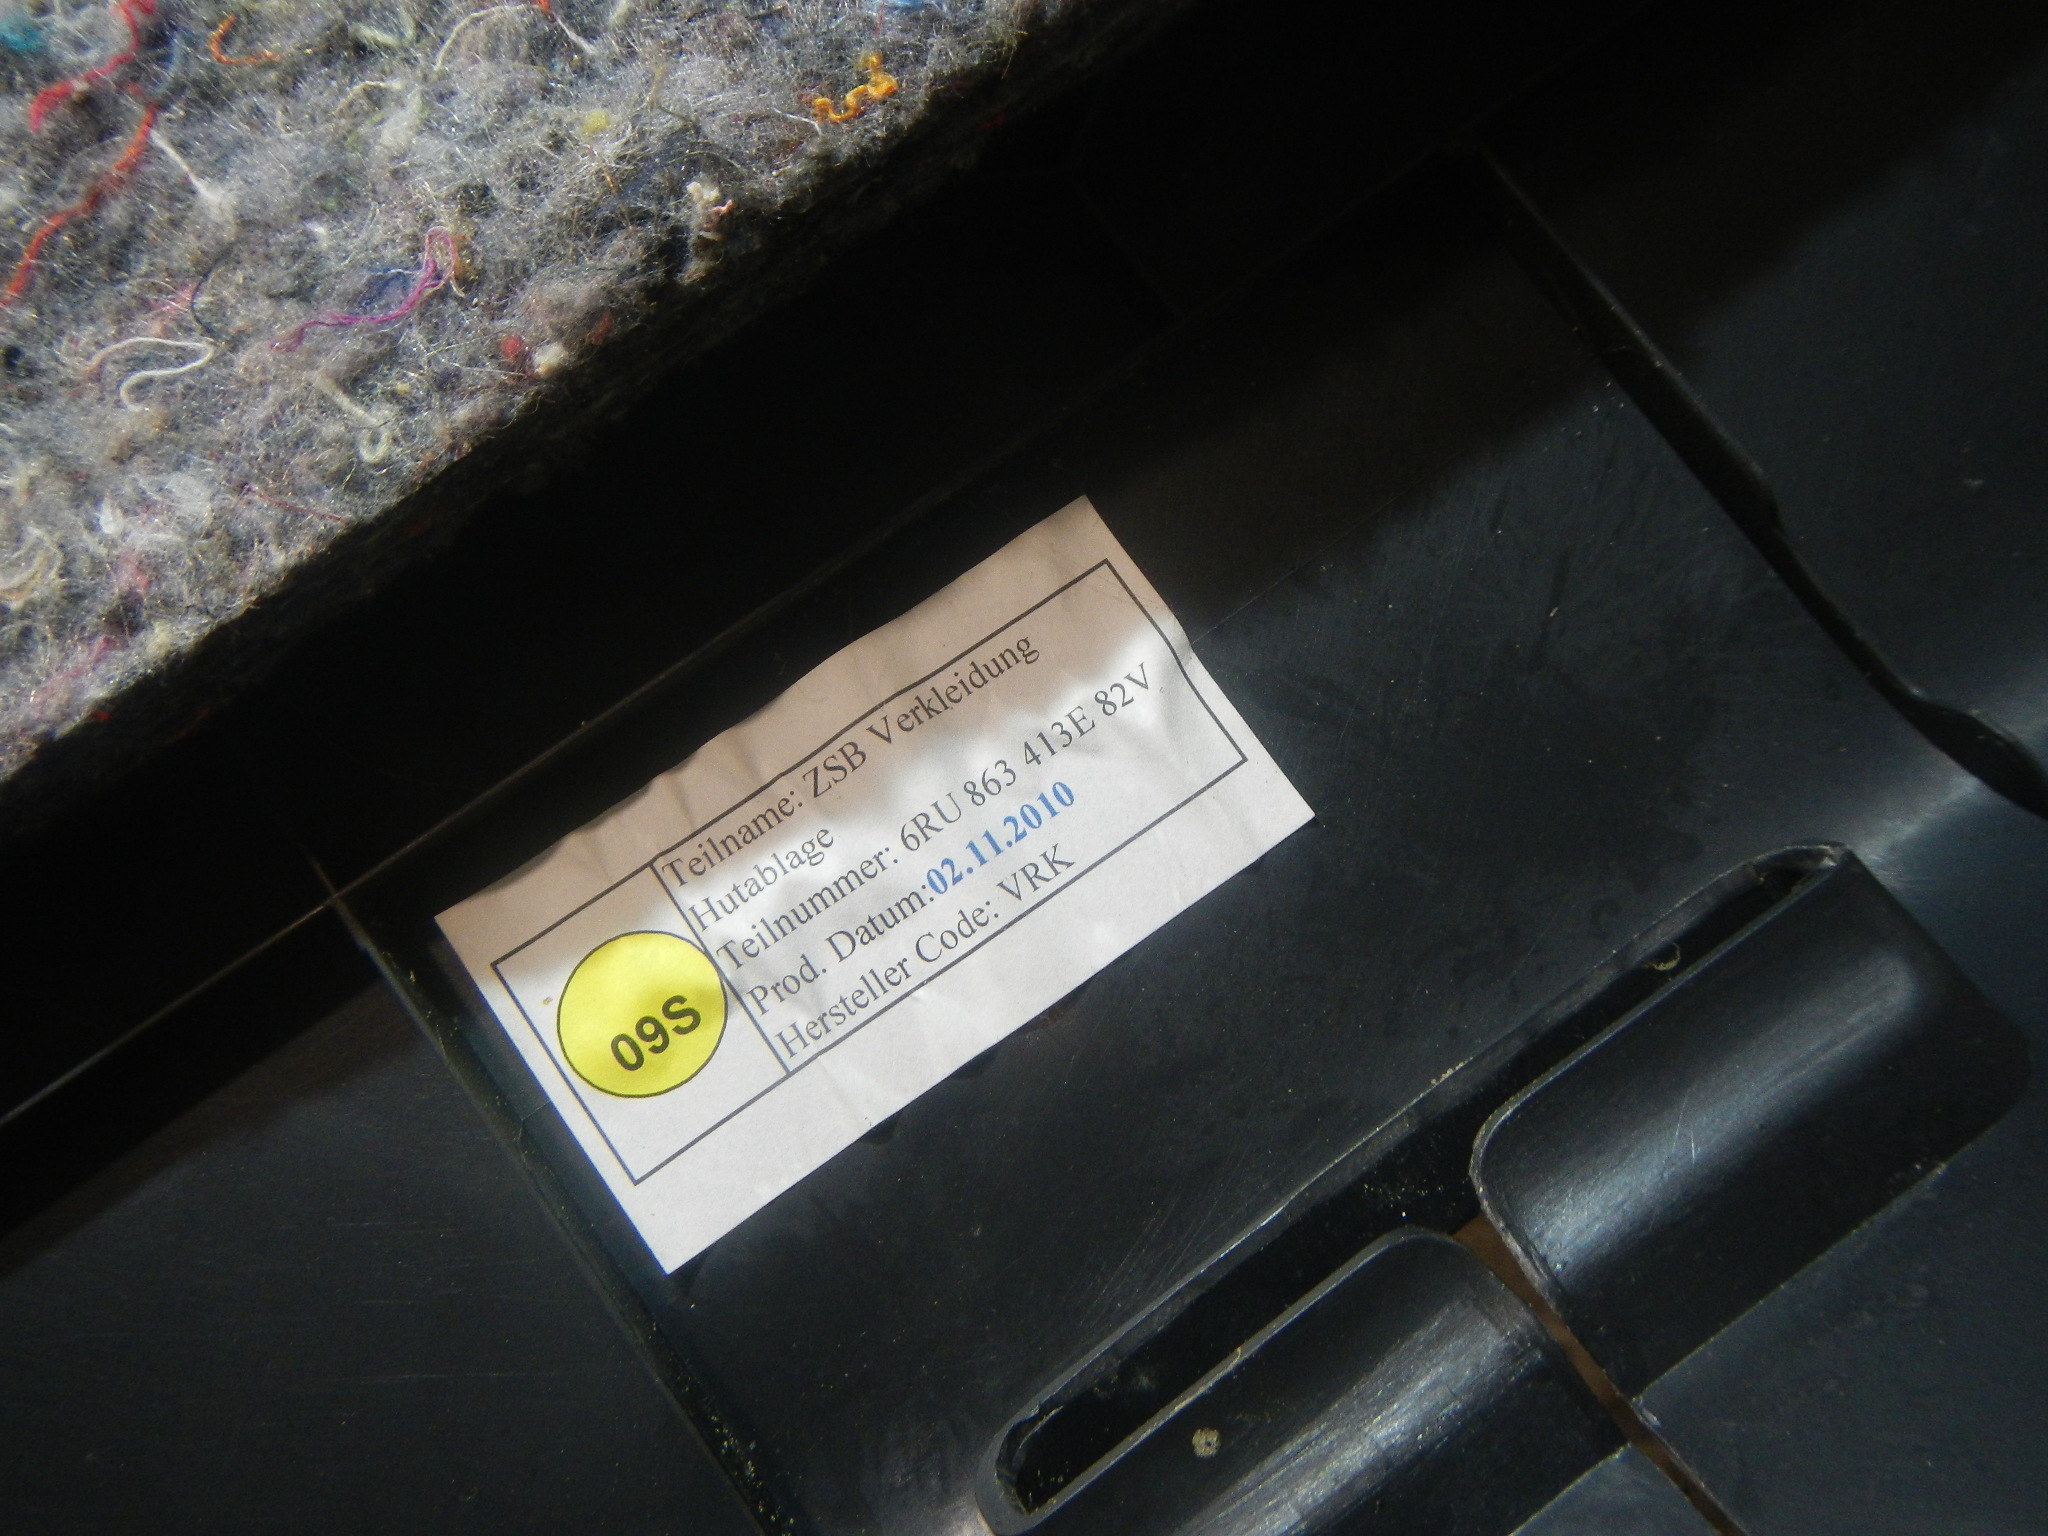 Teilname: ZSB Verkleidung
Hutablage
Teilnummer: 6RU 863 413E 82V
Prod. Datum:02.11.2010
Hersteller Code: VRK
09S